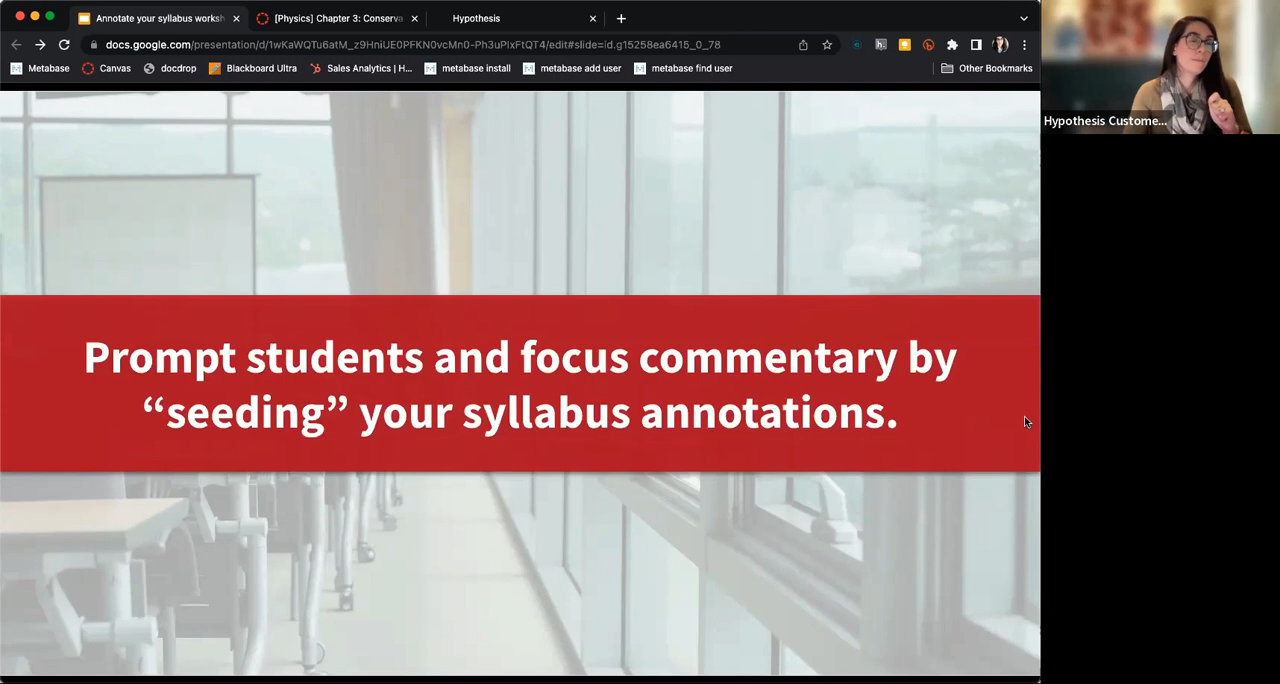 Annotate your syllabus worksh
[Physics] Chapter 3: Conserva
Hypothesis
docs.google.com/presentation/d/1wKaWQTu6atM_z9HniUE0PFKN0vcMn0-Ph3uPlxFtQT4/edit#slide=id.g15258ea6415_0_78
Metabase
Canvas
docdrop
Blackboard Ultra
Sales Analytics | H...
metabase install
metabase add user
metabase find user
Other Bookmarks
Hypothesis Custome...
Prompt students and focus commentary by
“seeding” your syllabus annotations.